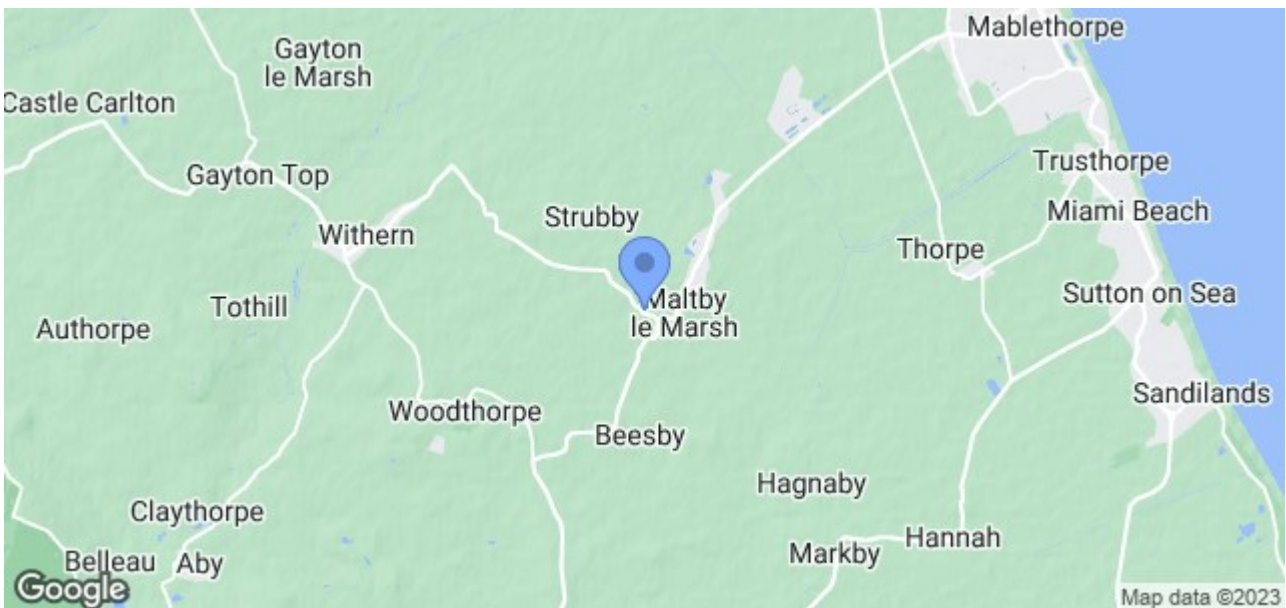 Mablethorpe
Gayton
le Marsh
Castle Carlton
Trusthorpe
Gayton Top
Miami Beach
Strubby
Withern
Thorpe
Sutton on Sea
Maltby
le Marsh
Tothill
Authorpe
Sandilands
Woodthorpe
Beesby
Hagnaby
Claythorpe
Hannah
Markby
Belleau
Aby
Google
Map data ©2023